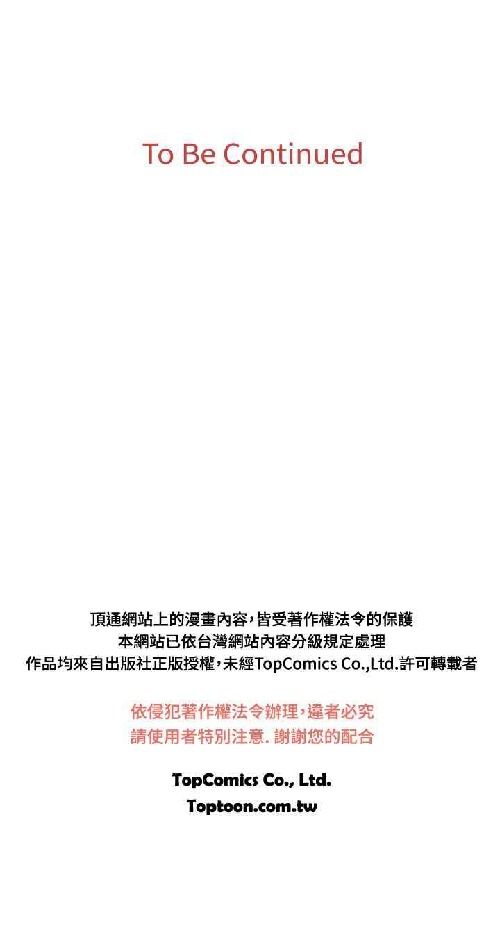 To Be Continued
頂通網站上的漫畫內容，皆受著作權法令的保護
本網站已依台灣網站內容分級規定處理
作品均來自出版社正版授權，未經TopComics Co.,Ltd.許可轉載者
依侵犯著作權法令辦理，違者必究
請使用者特別注意. 謝謝您的配合
TopComics Co., Ltd.
Toptoon.com.tw